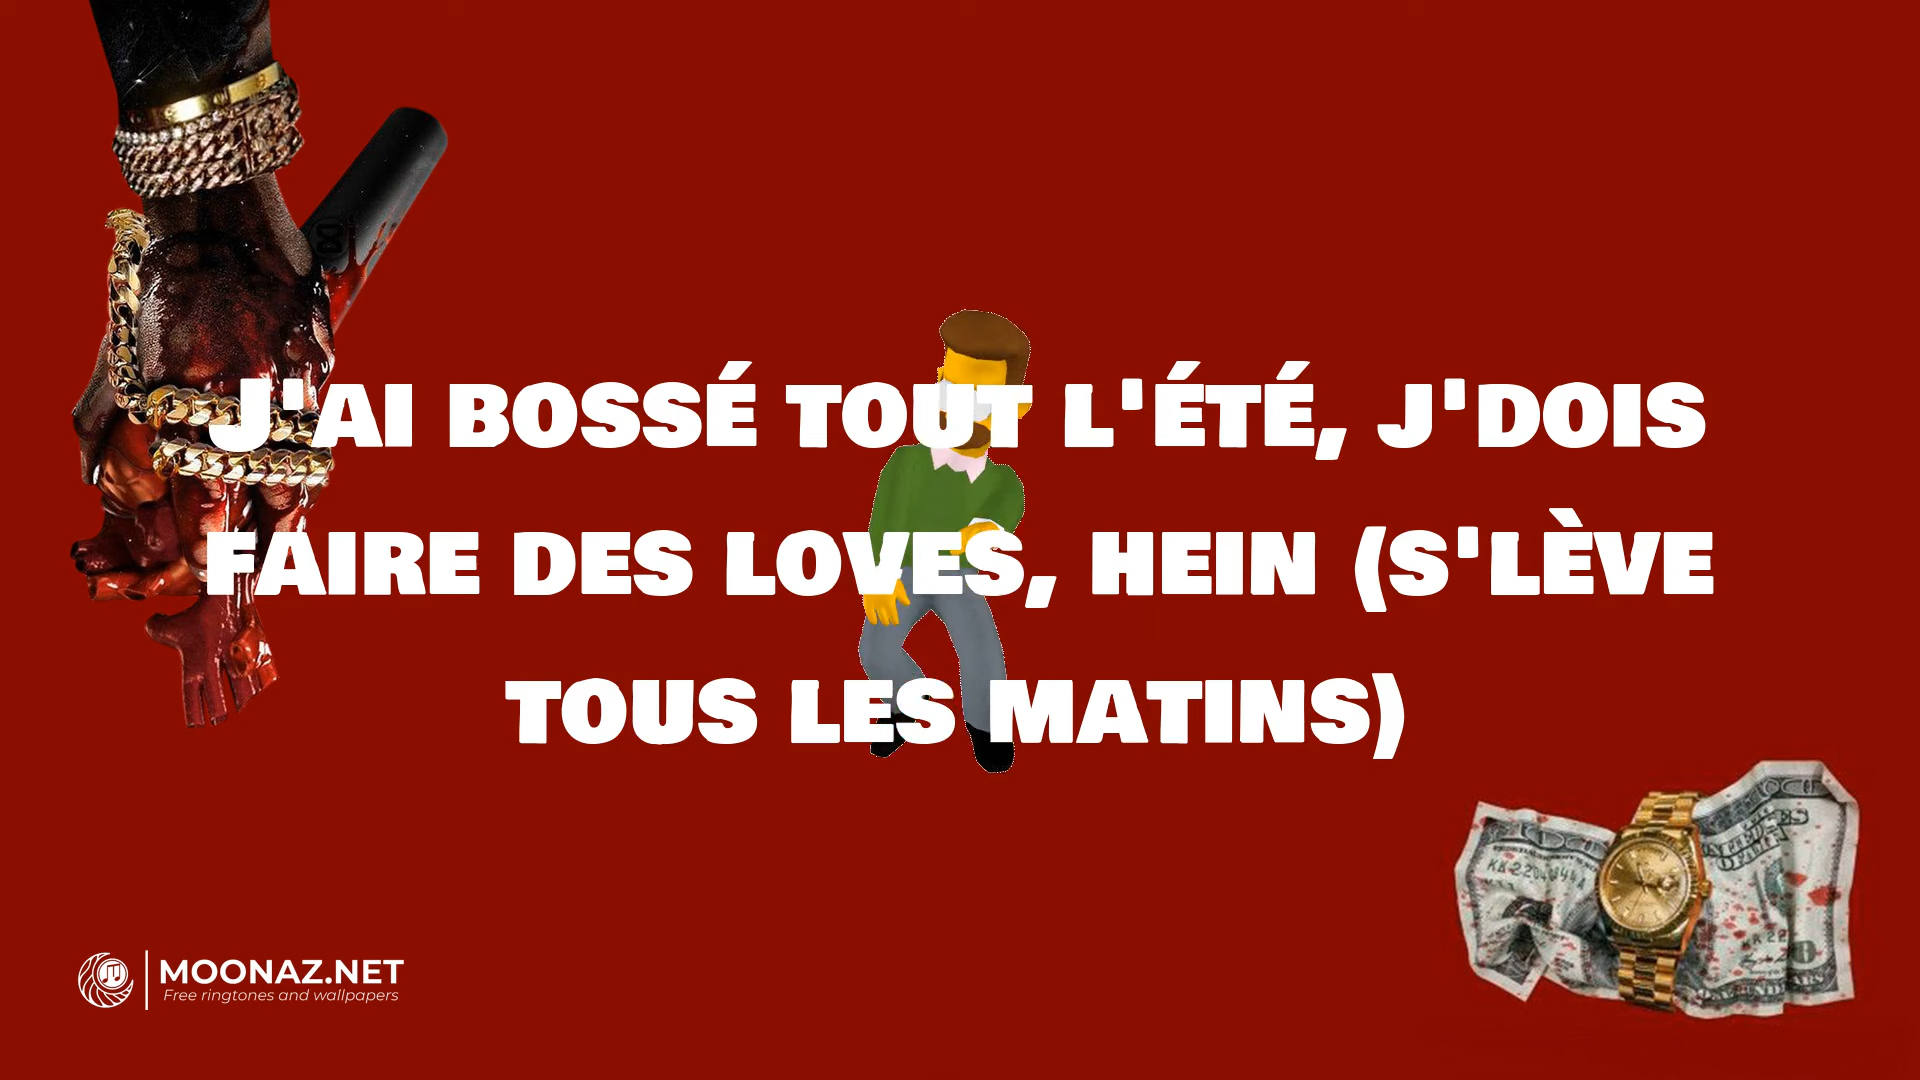 J'AI BOSSÉ TOUT L'ÉTÉ, J'DOIS
FAIRE DES LOVES, HEIN (S'LÈVE
TOUS LES MATINS)
MOONAZ.NET
Free ringtones and wallpapers